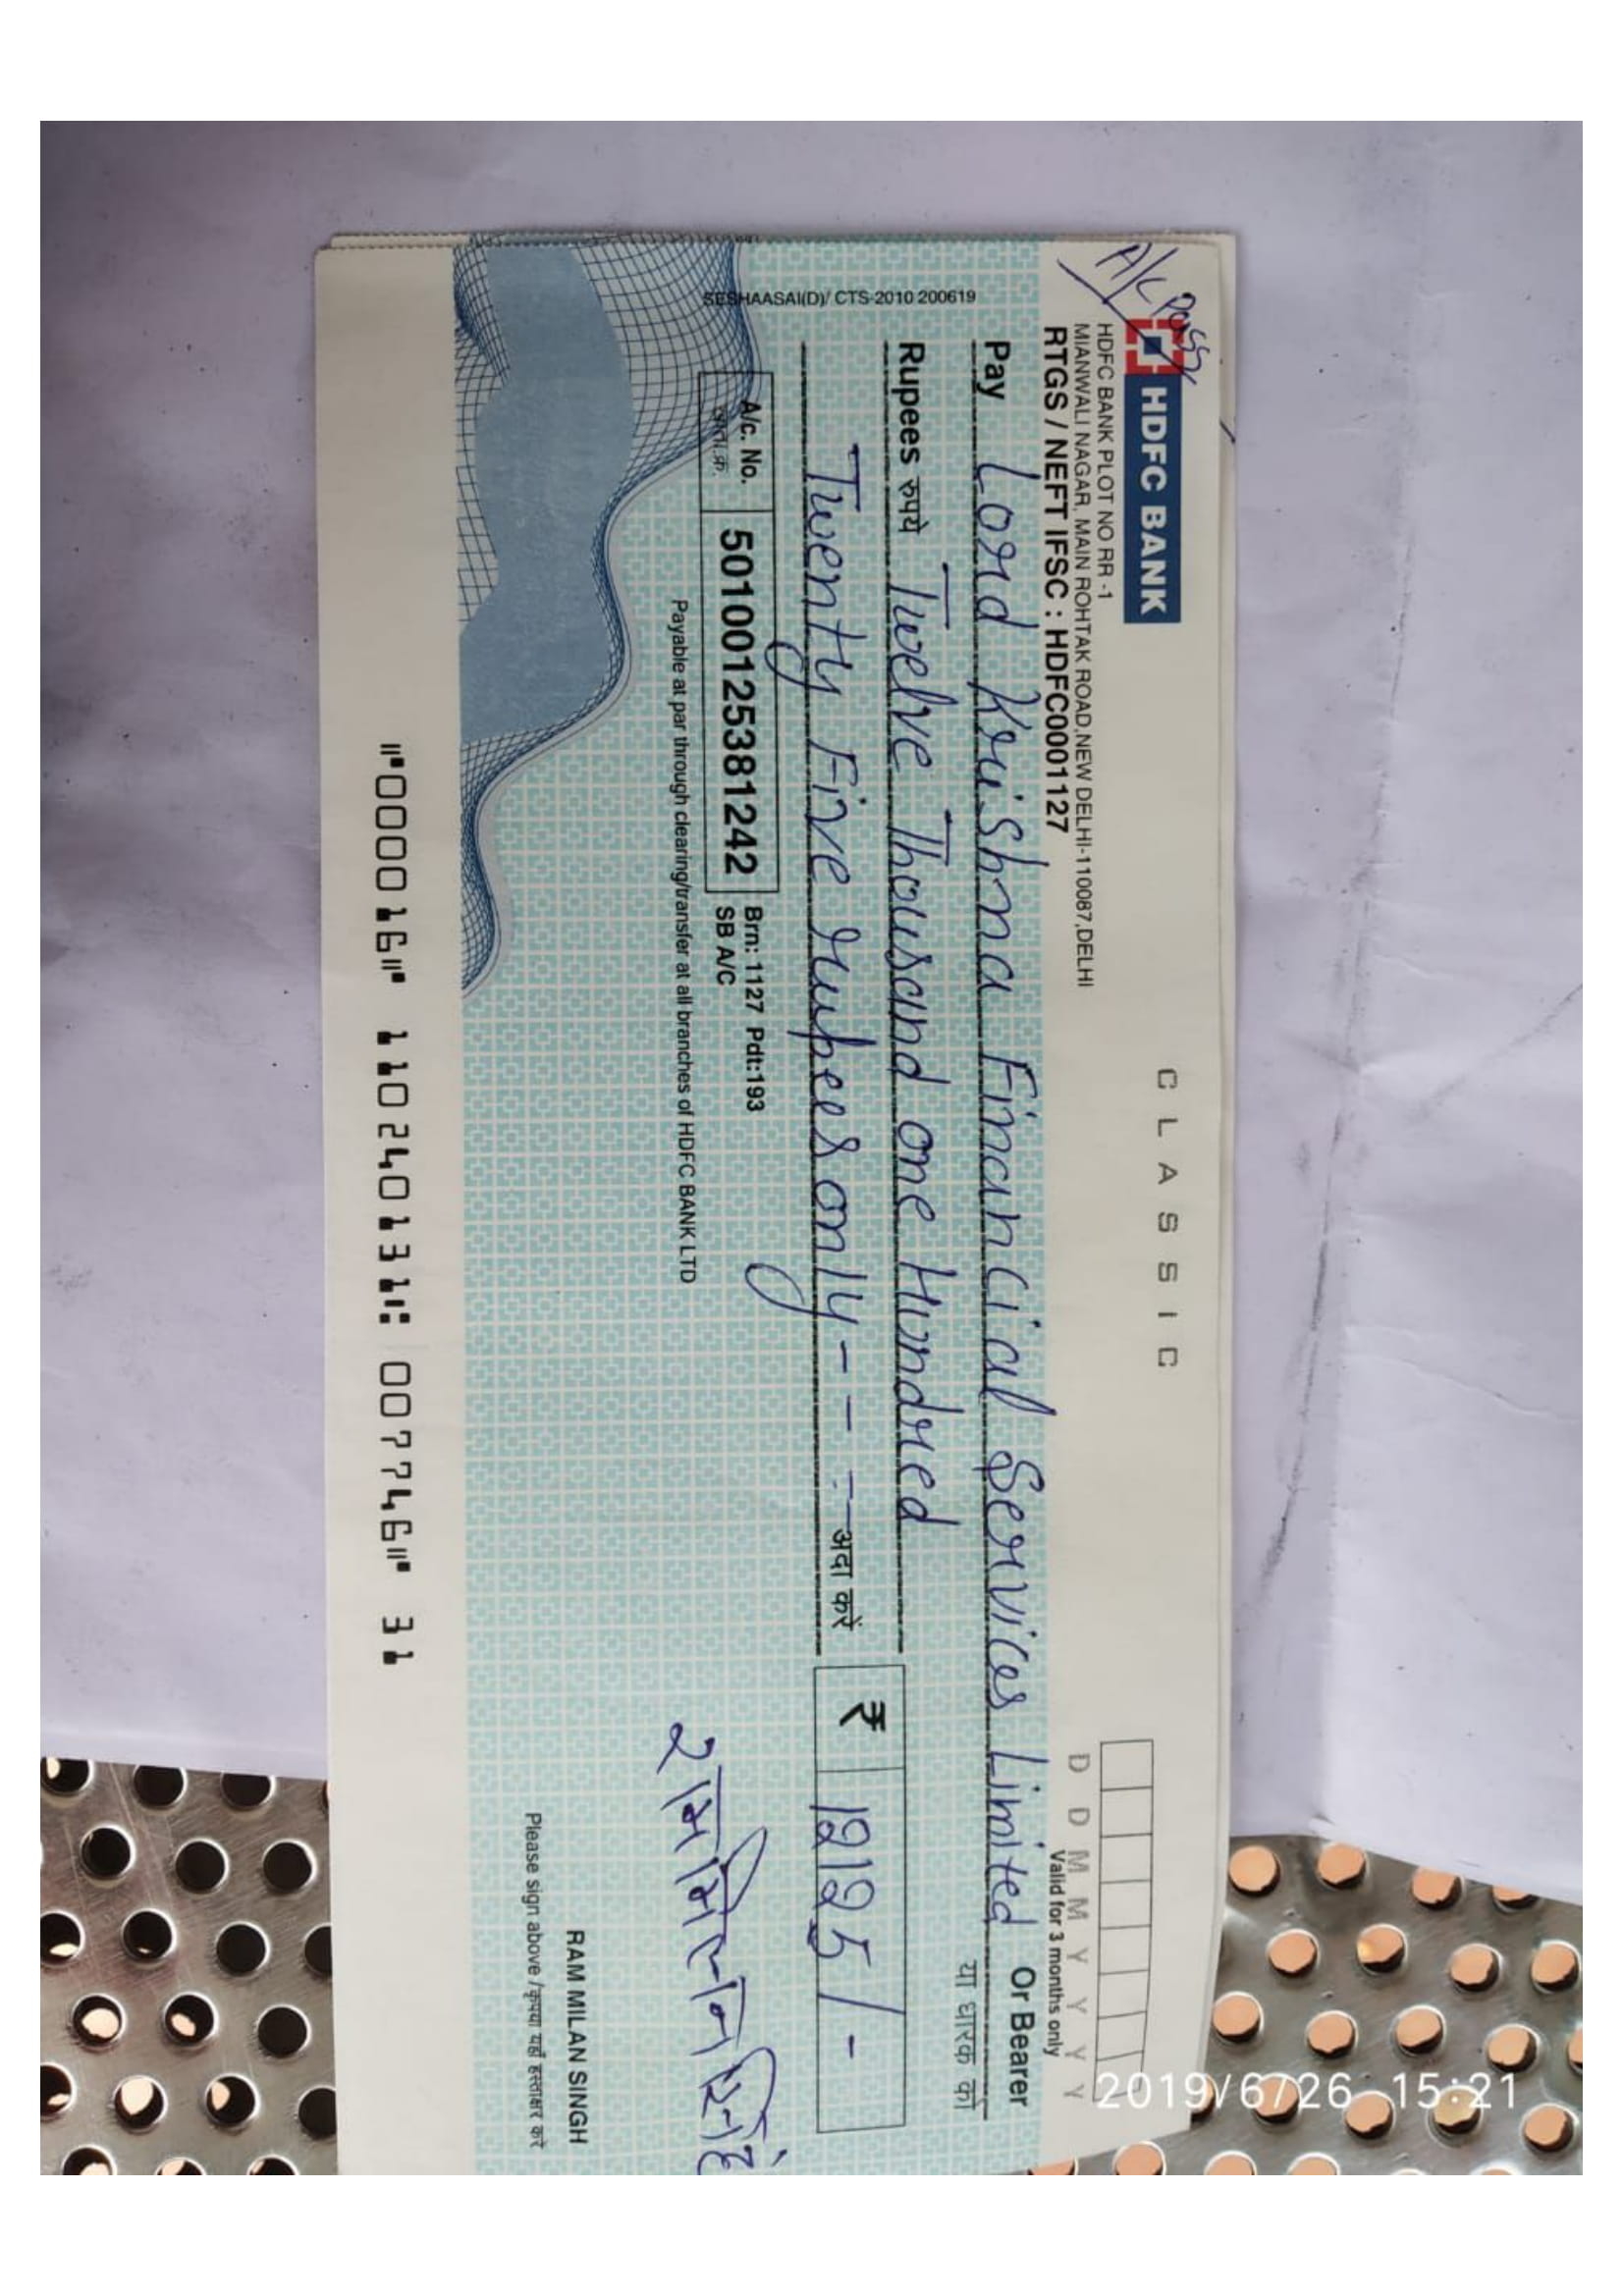 A/c Payee
HDFC BANK
CLASSIC
HDFC BANK PLOT NO RR -1
MIANWALI NAGAR, MAIN ROHTAK ROAD,NEW DELHI-110087,DELHI
RTGS / NEFT IFSC : HDFC0001127
D D M M Y Y Y Y
Valid for 3 months only
Pay Lord Krishna Financial Services Limited Or Bearer
या धारक को
Rupees रुपये Twelve Thousand one Hundred
Twenty Five rupees only - - - - अदा करें ₹ 12125/-
A/c. No. 50100125381242 Brn: 1127 Pdt:193
खाता क्र. SB A/C
Payable at par through clearing/transfer at all branches of HDFC BANK LTD
राम मिलन सिंह
RAM MILAN SINGH
Please sign above / कृपया यहाँ हस्ताक्षर करें
SESHAASAI(D)/ CTS-2010 200619
⑈000016⑈ 110240131⑆ 007746⑈ 31
2019/6/26 15:21